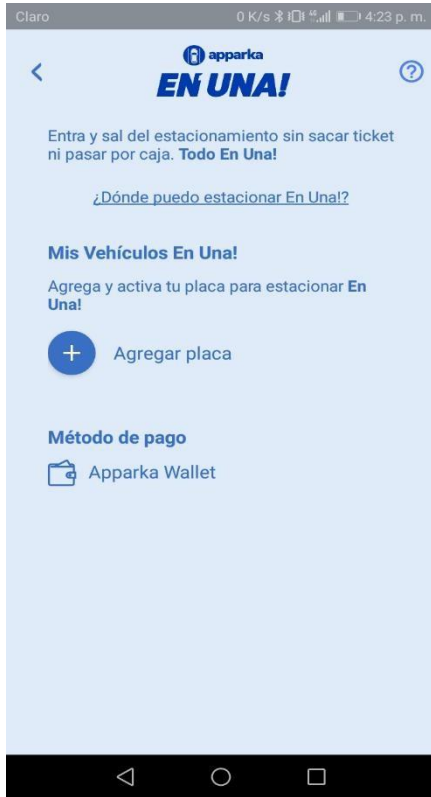 Claro 0 K/s 4:23 p. m.
apparka
EN UNA!
Entra y sal del estacionamiento sin sacar ticket
ni pasar por caja. Todo En Una!
¿Dónde puedo estacionar En Una!?
Mis Vehículos En Una!
Agrega y activa tu placa para estacionar En
Una!
Agregar placa
Método de pago
Apparka Wallet